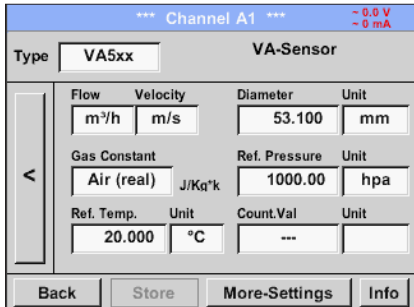 *** Channel A1 ***
~ 0.0 V
~ 0 mA
Type VA5xx VA-Sensor
Flow Velocity Diameter Unit
m³/h m/s 53.100 mm
Gas Constant Ref. Pressure Unit
< Air (real) J/Kg*k 1000.00 hpa
Ref. Temp. Unit Count.Val Unit
20.000 °C ---
Back Store More-Settings Info